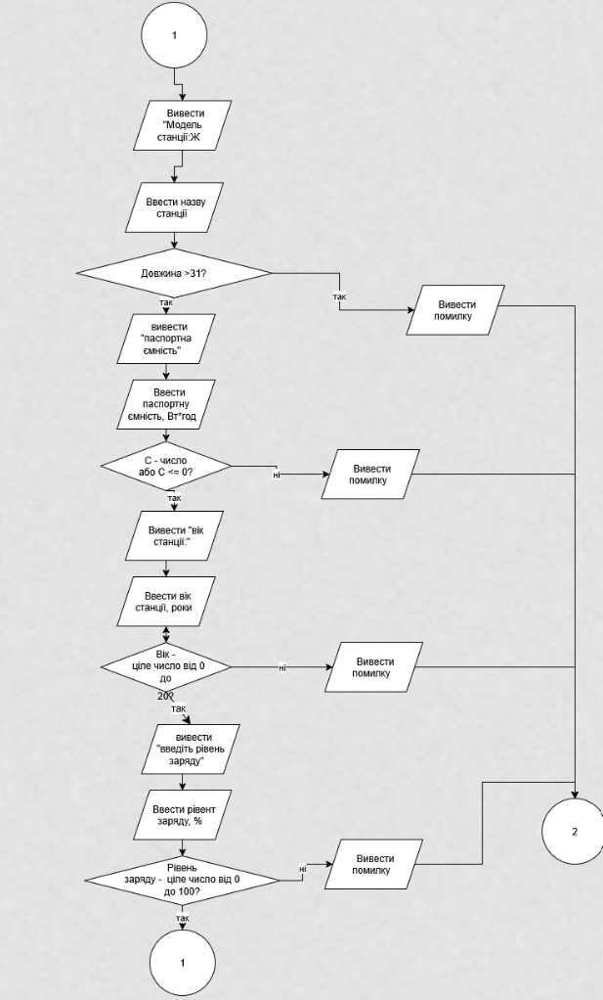 1
Вивести
"Модель
станції:Ж
Ввести назву
станції
Довжина >31?
так
так
Вивести
помилку
вивести
"паспортна
ємність"
Ввести
паспортну
ємність, Вт*год
С - число
або С <= 0?
ні
Вивести
помилку
так
Вивести "вік
станції:"
Ввести вік
станції, роки
Вік -
ціле число від 0
до
20?
ні
Вивести
помилку
так
вивести
"введіть рівень
заряду"
Ввести рівент
заряду, %
2
Рівень
заряду - ціле число від 0
до 100?
ні
Вивести
помилку
так
1